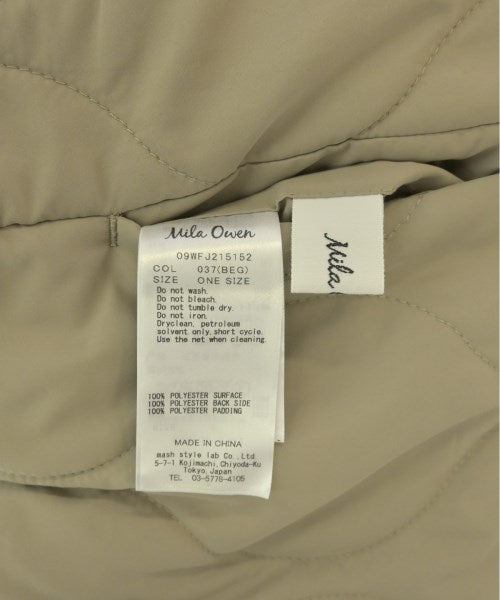 Mila Owen
09WFJ215152
COL 037(BEG)
SIZE ONE SIZE
Do not wash.
Do not bleach.
Do not tumble dry.
Do not iron.
Dryclean, petroleum
solvent only, short cycle.
Use the net when cleaning.
100% POLYESTER SURFACE
100% POLYESTER BACK SIDE
100% POLYESTER PADDING
MADE IN CHINA
mash style lab Co., Ltd.
5-7-1 Kojimachi, Chiyoda-Ku
Tokyo, Japan
TEL 03-5778-4105
Mila